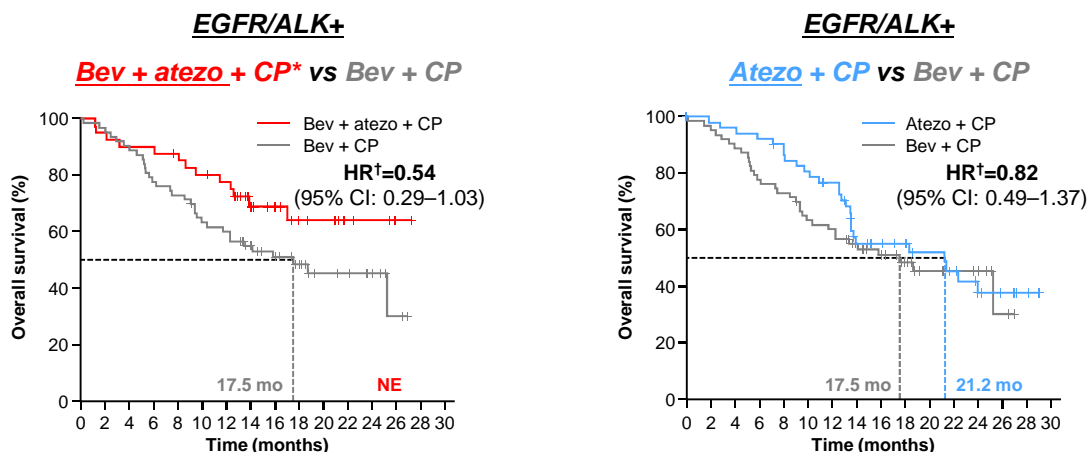 EGFR/ALK+
Bev + atezo + CP* vs Bev + CP
Overall survival (%)
100
80
60
40
20
0
Bev + atezo + CP
Bev + CP
HR†=0.54
(95% CI: 0.29–1.03)
17.5 mo
NE
0 2 4 6 8 10 12 14 16 18 20 22 24 26 28 30
Time (months)
EGFR/ALK+
Atezo + CP vs Bev + CP
Overall survival (%)
100
80
60
40
20
0
Atezo + CP
Bev + CP
HR†=0.82
(95% CI: 0.49–1.37)
17.5 mo
21.2 mo
0 2 4 6 8 10 12 14 16 18 20 22 24 26 28 30
Time (months)